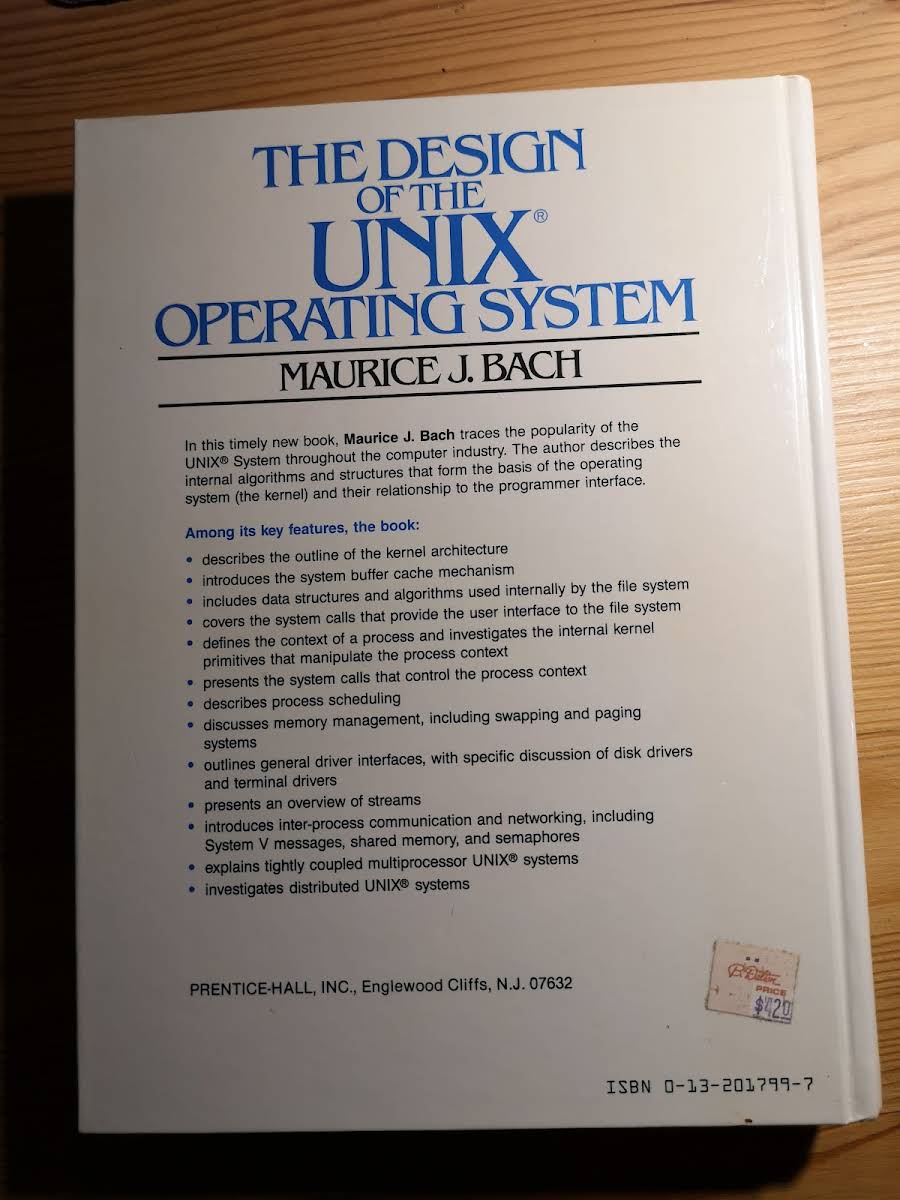 THE DESIGN
OF THE
UNIX®
OPERATING SYSTEM
MAURICE J. BACH
In this timely new book, Maurice J. Bach traces the popularity of the
UNIX® System throughout the computer industry. The author describes the
internal algorithms and structures that form the basis of the operating
system (the kernel) and their relationship to the programmer interface.
Among its key features, the book:
• describes the outline of the kernel architecture
• introduces the system buffer cache mechanism
• includes data structures and algorithms used internally by the file system
• covers the system calls that provide the user interface to the file system
• defines the context of a process and investigates the internal kernel
primitives that manipulate the process context
• presents the system calls that control the process context
• describes process scheduling
• discusses memory management, including swapping and paging
systems
• outlines general driver interfaces, with specific discussion of disk drivers
and terminal drivers
• presents an overview of streams
• introduces inter-process communication and networking, including
System V messages, shared memory, and semaphores
• explains tightly coupled multiprocessor UNIX® systems
• investigates distributed UNIX® systems
PRENTICE-HALL, INC., Englewood Cliffs, N.J. 07632
B. Dalton
PRICE
ISBN 0-13-201799-7